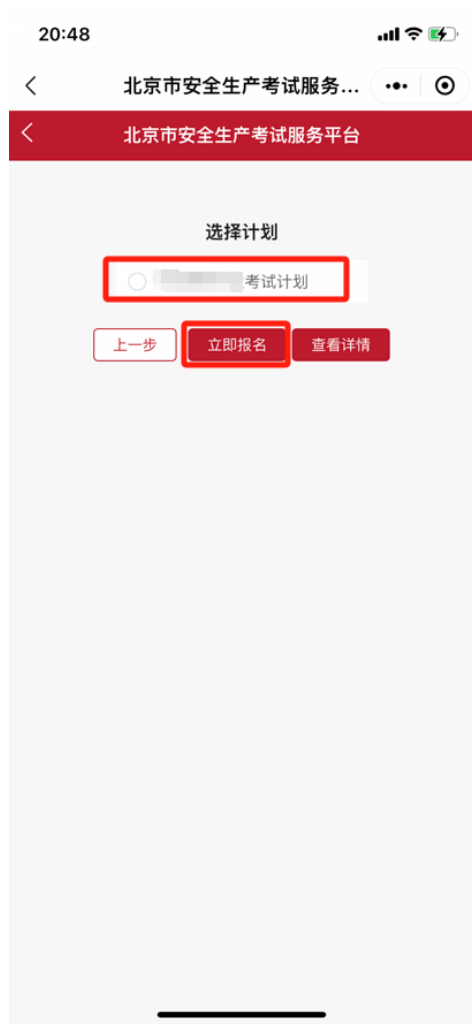 20:48
北京市安全生产考试服务...
北京市安全生产考试服务平台
选择计划
考试计划
上一步 立即报名 查看详情